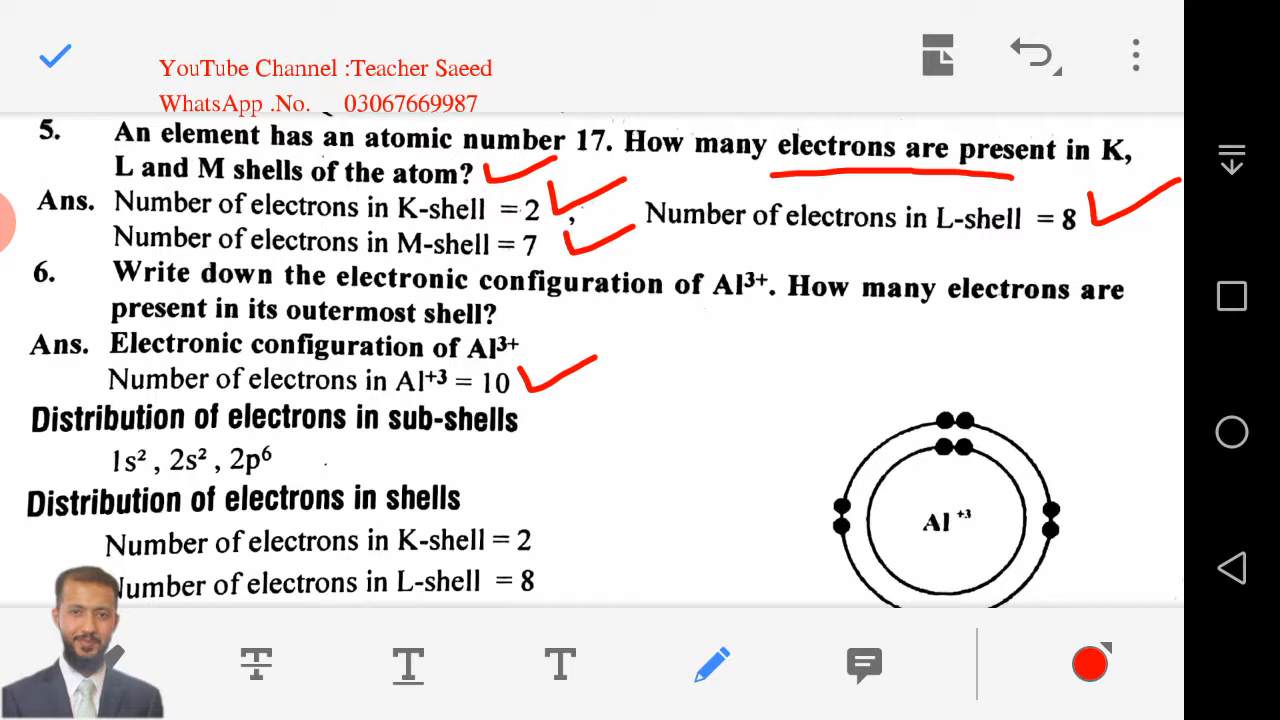 YouTube Channel :Teacher Saeed
WhatsApp .No. 03067669987
5. An element has an atomic number 17. How many electrons are present in K,
L and M shells of the atom?
Ans. Number of electrons in K-shell = 2 , Number of electrons in L-shell = 8
Number of electrons in M-shell = 7
6. Write down the electronic configuration of Al³⁺. How many electrons are
present in its outermost shell?
Ans. Electronic configuration of Al³⁺
Number of electrons in Al⁺³ = 10
Distribution of electrons in sub-shells
1s² , 2s² , 2p⁶
Distribution of electrons in shells
Number of electrons in K-shell = 2
Number of electrons in L-shell = 8
Al ⁺³
T
T
T